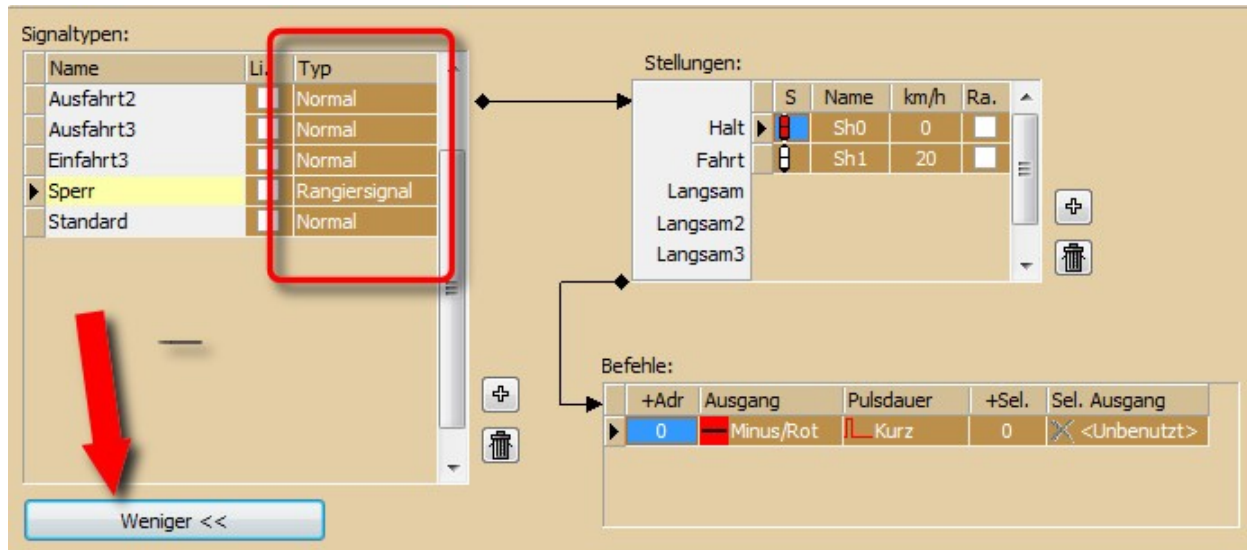 Signaltypen:
Name Li. Typ
Ausfahrt2 Normal
Ausfahrt3 Normal
Einfahrt3 Normal
Sperr Rangiersignal
Standard Normal
Weniger <<
Stellungen:
S Name km/h Ra.
Halt Sh0 0
Fahrt Sh1 20
Langsam
Langsam2
Langsam3
Befehle:
+Adr Ausgang Pulsdauer +Sel. Sel. Ausgang
0 Minus/Rot Kurz 0 <Unbenutzt>